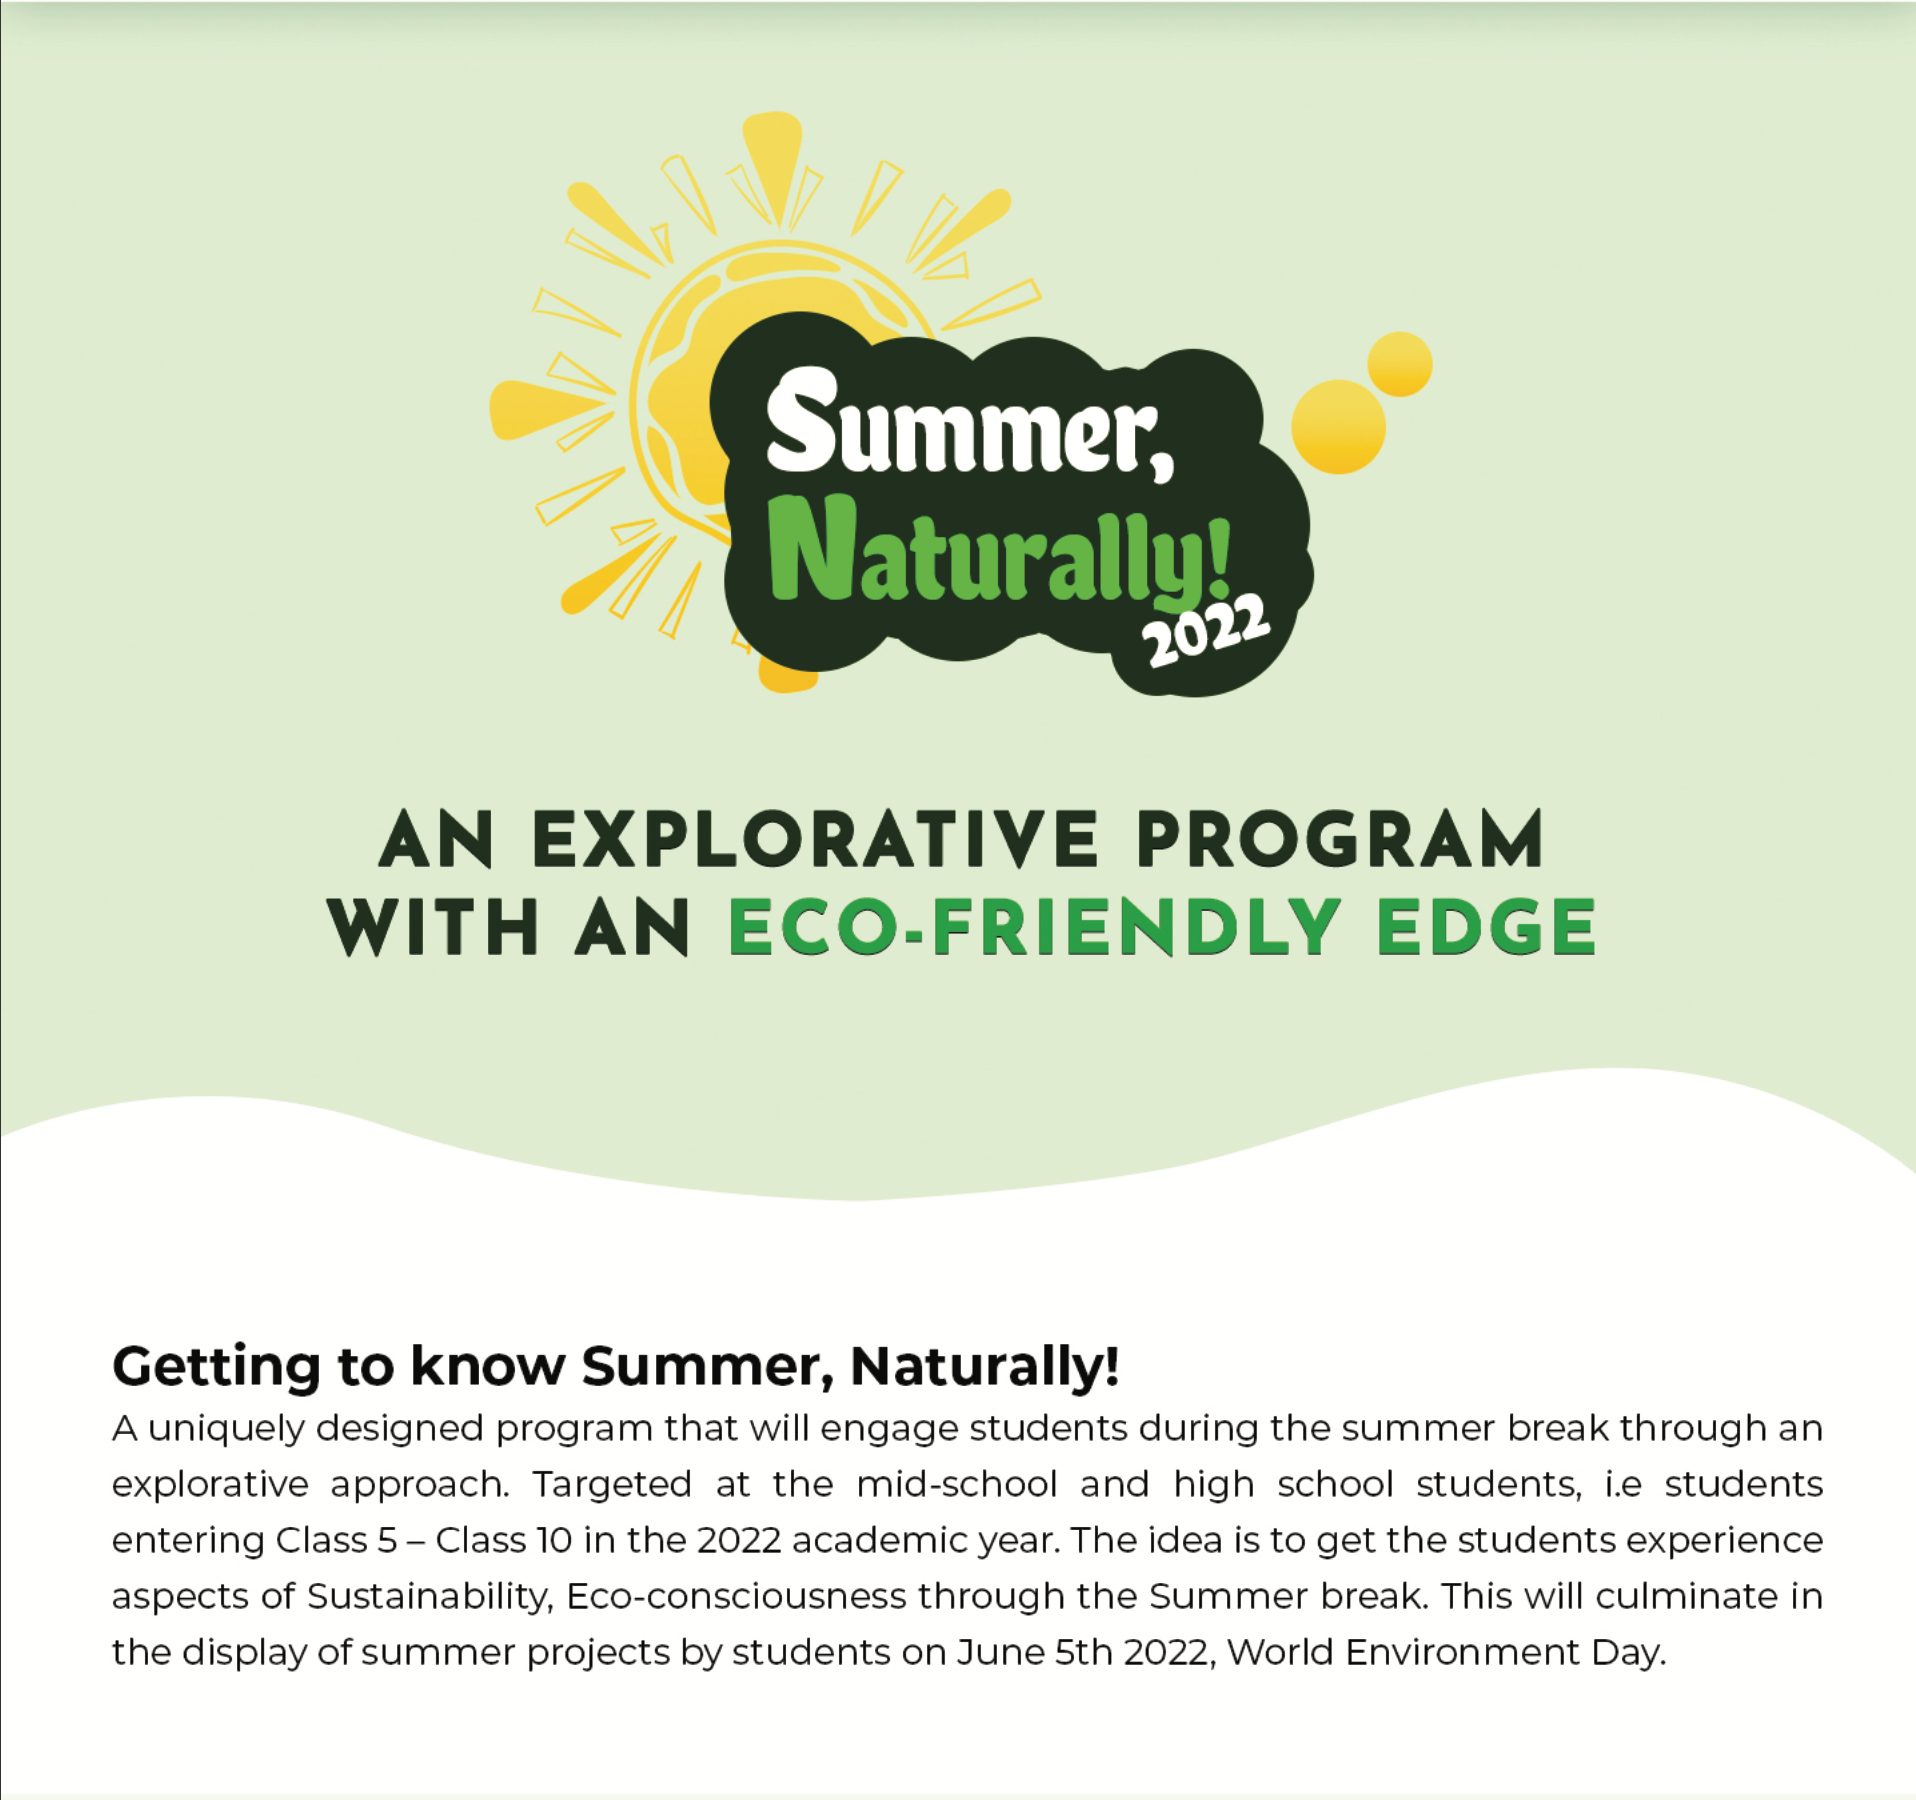 Summer,
Naturally!
2022
AN EXPLORATIVE PROGRAM
WITH AN ECO-FRIENDLY EDGE
Getting to know Summer, Naturally!
A uniquely designed program that will engage students during the summer break through an
explorative approach. Targeted at the mid-school and high school students, i.e students
entering Class 5 – Class 10 in the 2022 academic year. The idea is to get the students experience
aspects of Sustainability, Eco-consciousness through the Summer break. This will culminate in
the display of summer projects by students on June 5th 2022, World Environment Day.